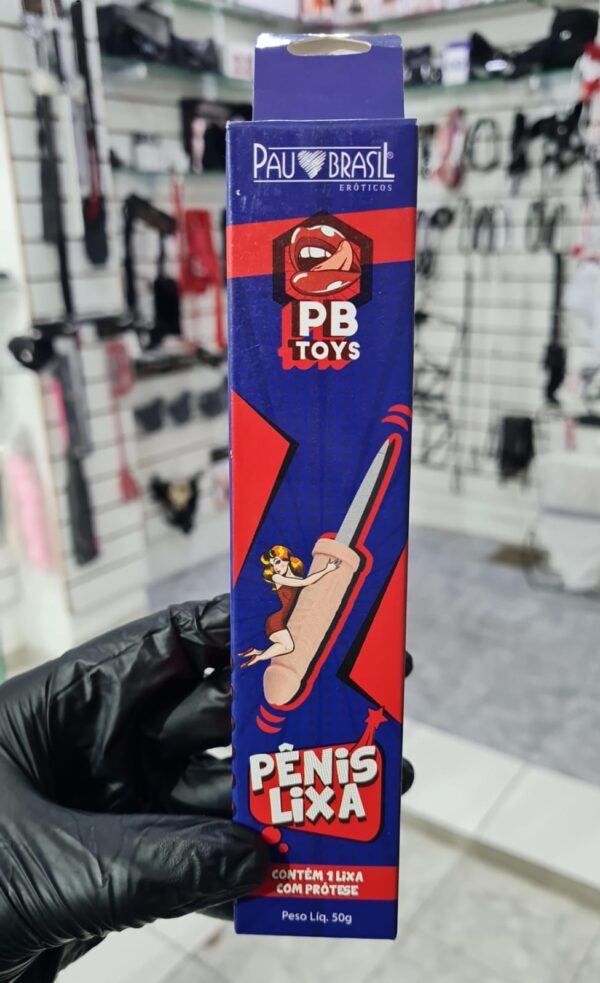 PAU BRASIL®
ERÓTICOS
PB
TOYS
PÊNIS
LIXA
CONTÉM 1 LIXA
COM PRÓTESE
Peso Líq. 50g